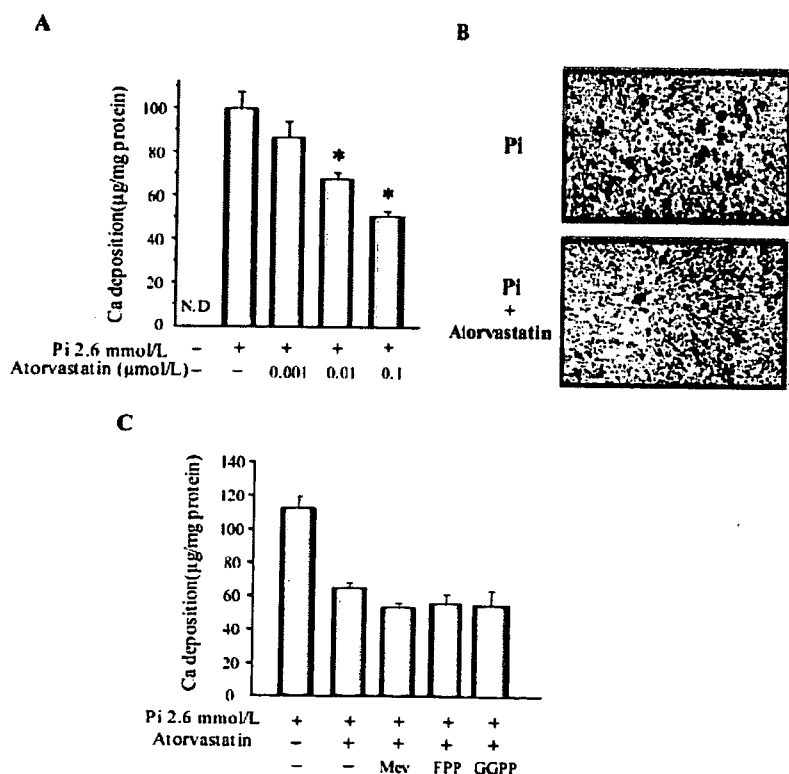 A
Ca deposition(µg/mg protein)
100
80
60
40
20
0
N.D
*
*
Pi 2.6 mmol/L – + + + +
Atorvastatin (µmol/L) – – 0.001 0.01 0.1
B
Pi
Pi
+
Atorvastatin
C
Ca deposition(µg/mg protein)
140
120
100
80
60
40
20
0
Pi 2.6 mmol/L + + + + +
Atorvastatin – + + + +
– – Mev FPP GGPP